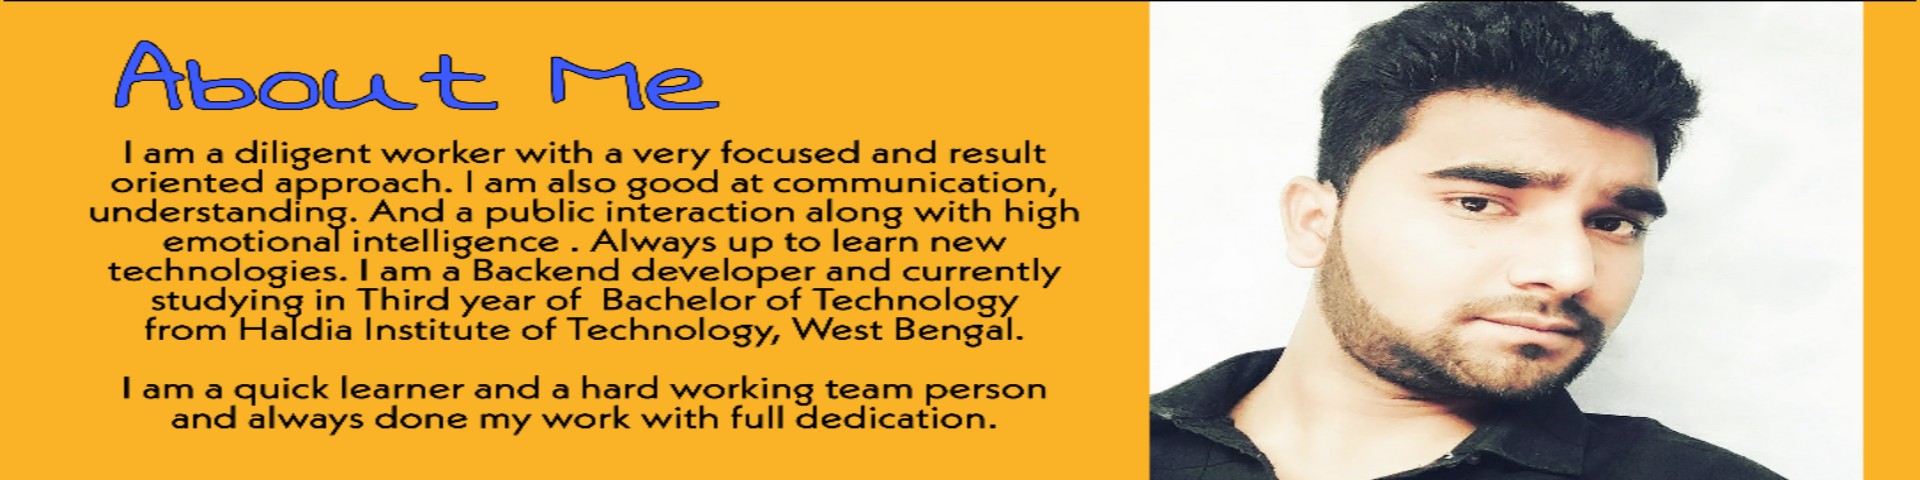 About Me
I am a diligent worker with a very focused and result
oriented approach. I am also good at communication,
understanding. And a public interaction along with high
emotional intelligence . Always up to learn new
technologies. I am a Backend developer and currently
studying in Third year of  Bachelor of Technology
from Haldia Institute of Technology, West Bengal.
I am a quick learner and a hard working team person
and always done my work with full dedication.